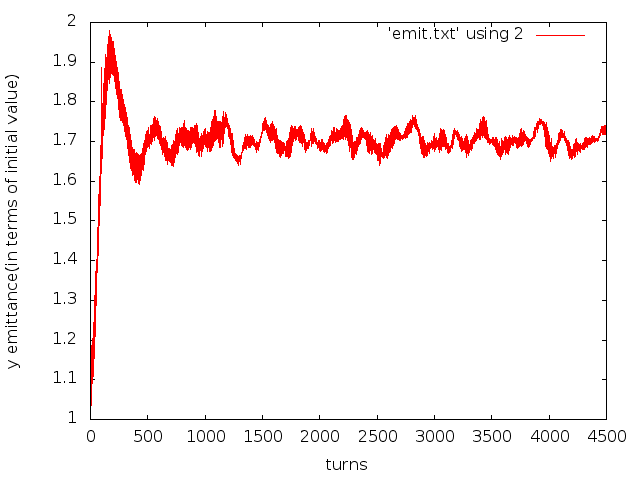 'emit.txt' using 2
y emittance(in terms of initial value)
2
1.9
1.8
1.7
1.6
1.5
1.4
1.3
1.2
1.1
1
0 500 1000 1500 2000 2500 3000 3500 4000 4500
turns